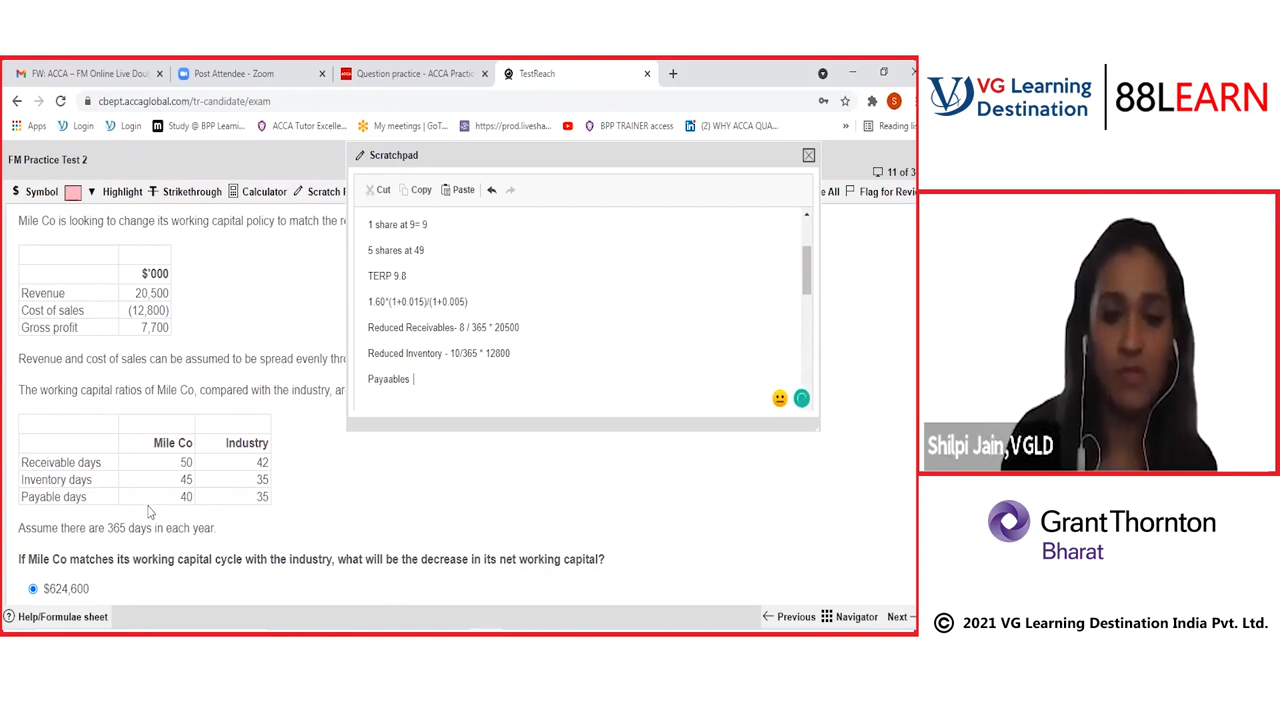 FW: ACCA – FM Online Live Dou
Post Attendee - Zoom
Question practice - ACCA Practic
TestReach
cbept.accaglobal.com/tr-candidate/exam
Apps
Login
Login
Study @ BPP Learni...
ACCA Tutor Excelle...
My meetings | GoT...
https://prod.livesha...
BPP TRAINER access
(2) WHY ACCA QUA...
»
Reading lis
FM Practice Test 2
11 of 3
$ Symbol
Highlight
Strikethrough
Calculator
Scratch P
e All
Flag for Revie
Scratchpad
Cut
Copy
Paste
1 share at 9= 9
5 shares at 49
TERP 9.8
1.60*(1+0.015)/(1+0.005)
Reduced Receivables- 8 / 365 * 20500
Reduced Inventory - 10/365 * 12800
Payaables
Mile Co is looking to change its working capital policy to match the r
$'000
Revenue 20,500
Cost of sales (12,800)
Gross profit 7,700
Revenue and cost of sales can be assumed to be spread evenly thr
The working capital ratios of Mile Co, compared with the industry, ar
Mile Co Industry
Receivable days 50 42
Inventory days 45 35
Payable days 40 35
Assume there are 365 days in each year.
If Mile Co matches its working capital cycle with the industry, what will be the decrease in its net working capital?
$624,600
Help/Formulae sheet
Previous
Navigator
Next
VG Learning
Destination
88LEARN
Shilpi Jain,VGLD
Grant Thornton
Bharat
© 2021 VG Learning Destination India Pvt. Ltd.